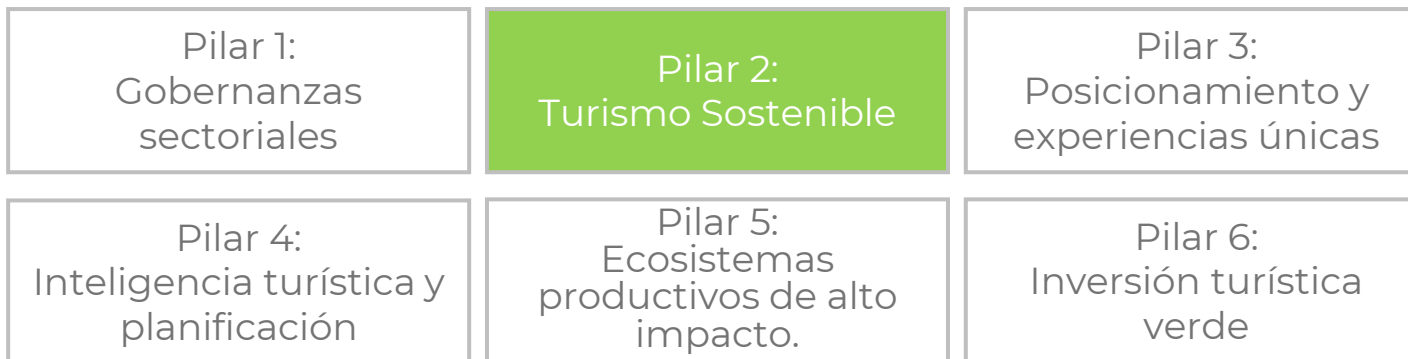 Pilar 1:
Gobernanzas
sectoriales
Pilar 2:
Turismo Sostenible
Pilar 3:
Posicionamiento y
experiencias únicas
Pilar 4:
Inteligencia turística y
planificación
Pilar 5:
Ecosistemas
productivos de alto
impacto.
Pilar 6:
Inversión turística
verde